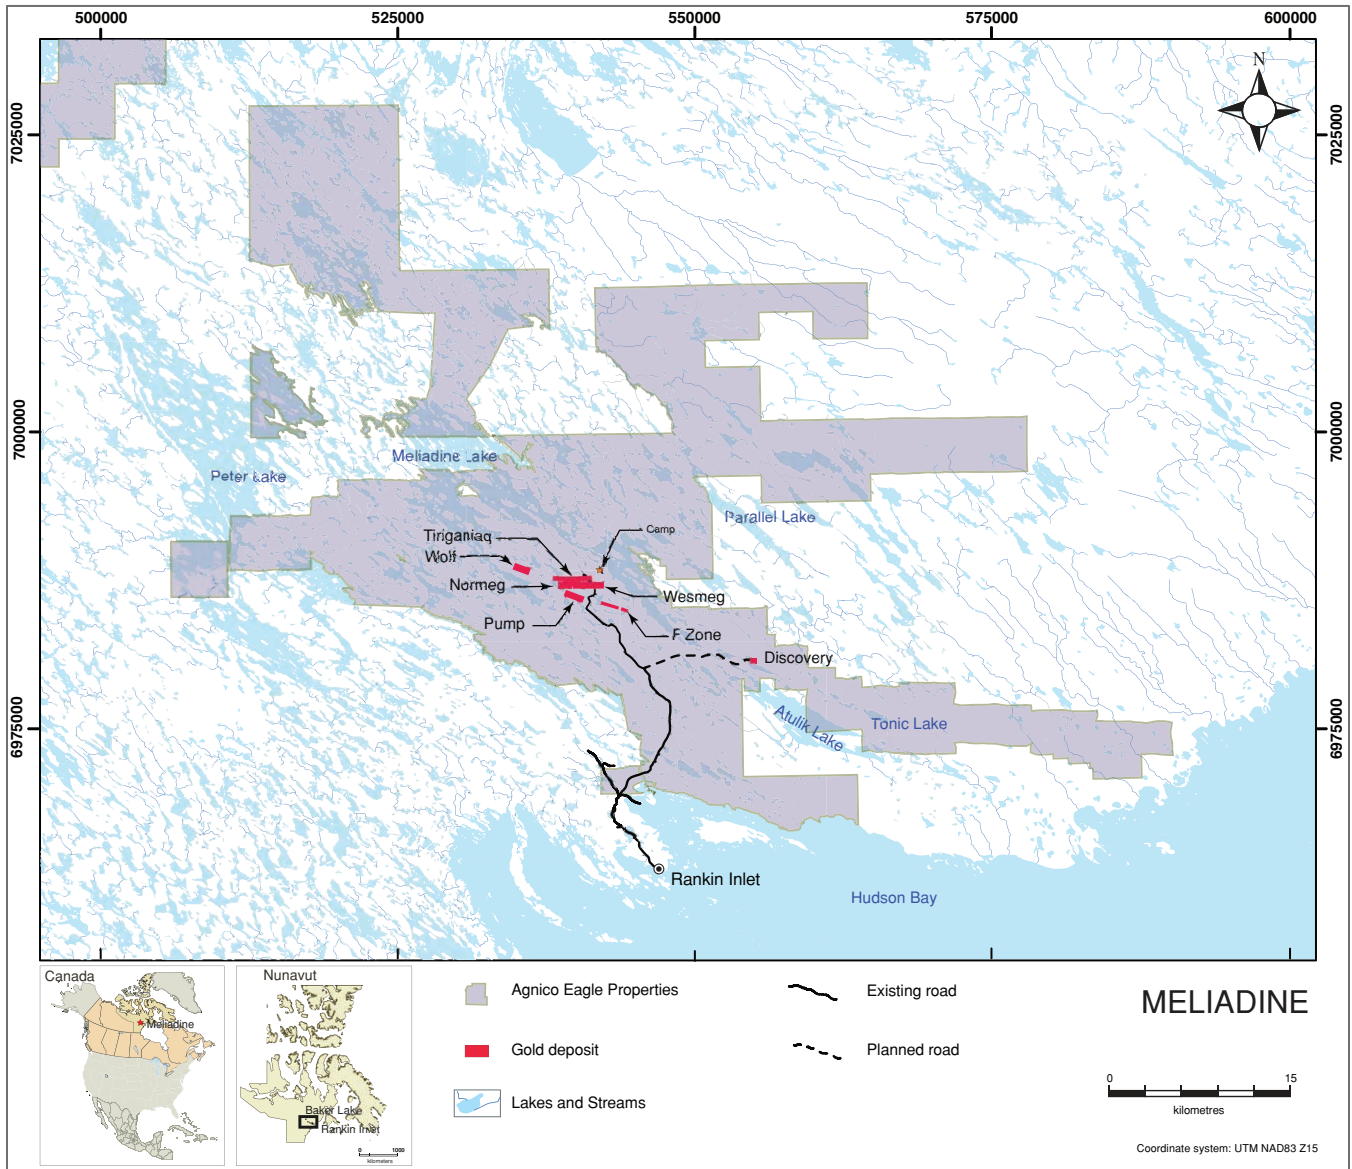 500000 525000 550000 575000 600000
7025000
7025000
N
7000000
7000000
Meliadine Lake
Peter Lake
Parallel Lake
Camp
Tiriganiaq
Wolf
Normeg
Wesmeg
Pump
F Zone
Discovery
6975000
6975000
Atulik Lake
Tonic Lake
Rankin Inlet
Hudson Bay
Canada
Meliadine
Nunavut
Baker Lake
Rankin Inlet
0 1000
kilometers
Agnico Eagle Properties
Gold deposit
Lakes and Streams
Existing road
Planned road
MELIADINE
0 15
kilometres
Coordinate system: UTM NAD83 Z15